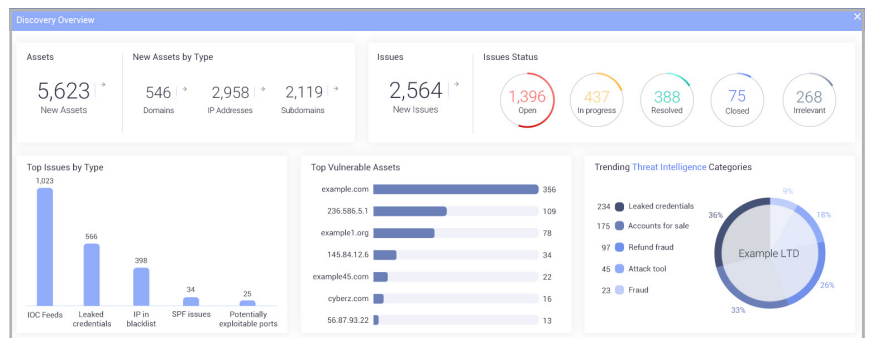 Discovery Overview
Assets
5,623
New Assets
New Assets by Type
546
Domains
2,958
IP Addresses
2,119
Subdomains
Issues
2,564
New Issues
Issues Status
1,396
Open
437
In progress
388
Resolved
75
Closed
268
Irrelevant
Top Issues by Type
1,023
566
398
34
25
IOC Feeds
Leaked
credentials
IP in
blacklist
SPF issues
Potentially
exploitable ports
Top Vulnerable Assets
example.com 356
236.586.5.1 109
example1.org 78
145.84.12.6 34
example45.com 22
cyberz.com 16
56.87.93.22 13
Trending Threat Intelligence Categories
234 Leaked credentials
175 Accounts for sale
97 Refund fraud
45 Attack tool
23 Fraud
9%
18%
36%
Example LTD
26%
33%